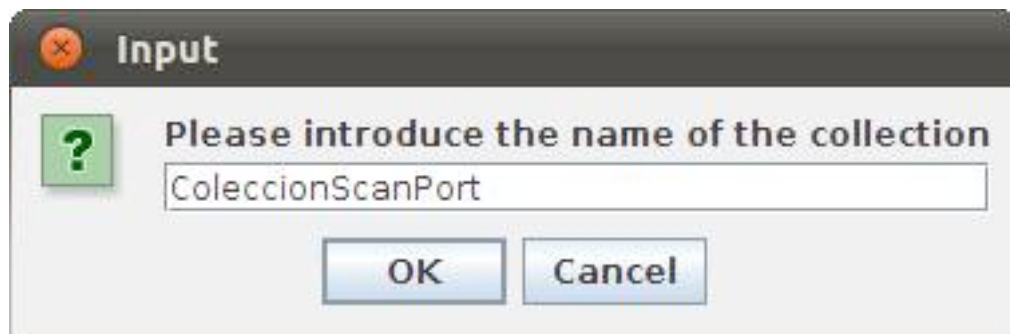 Input
Please introduce the name of the collection
ColeccionScanPort
OK Cancel